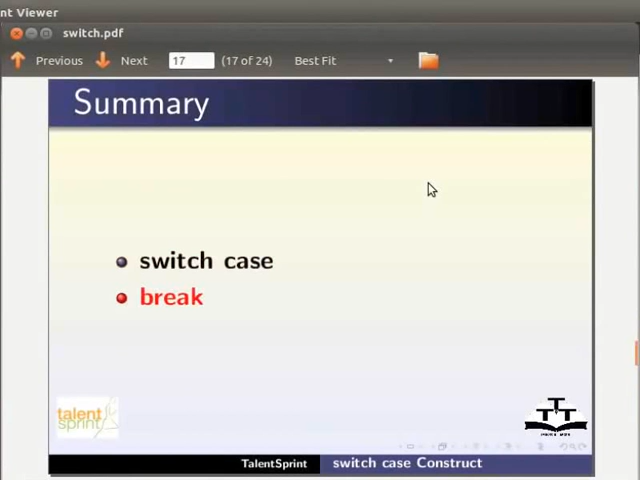 nt Viewer
switch.pdf
Previous Next 17 (17 of 24) Best Fit
Summary
switch case
break
talent
sprint
TTT
TalentSprint switch case Construct